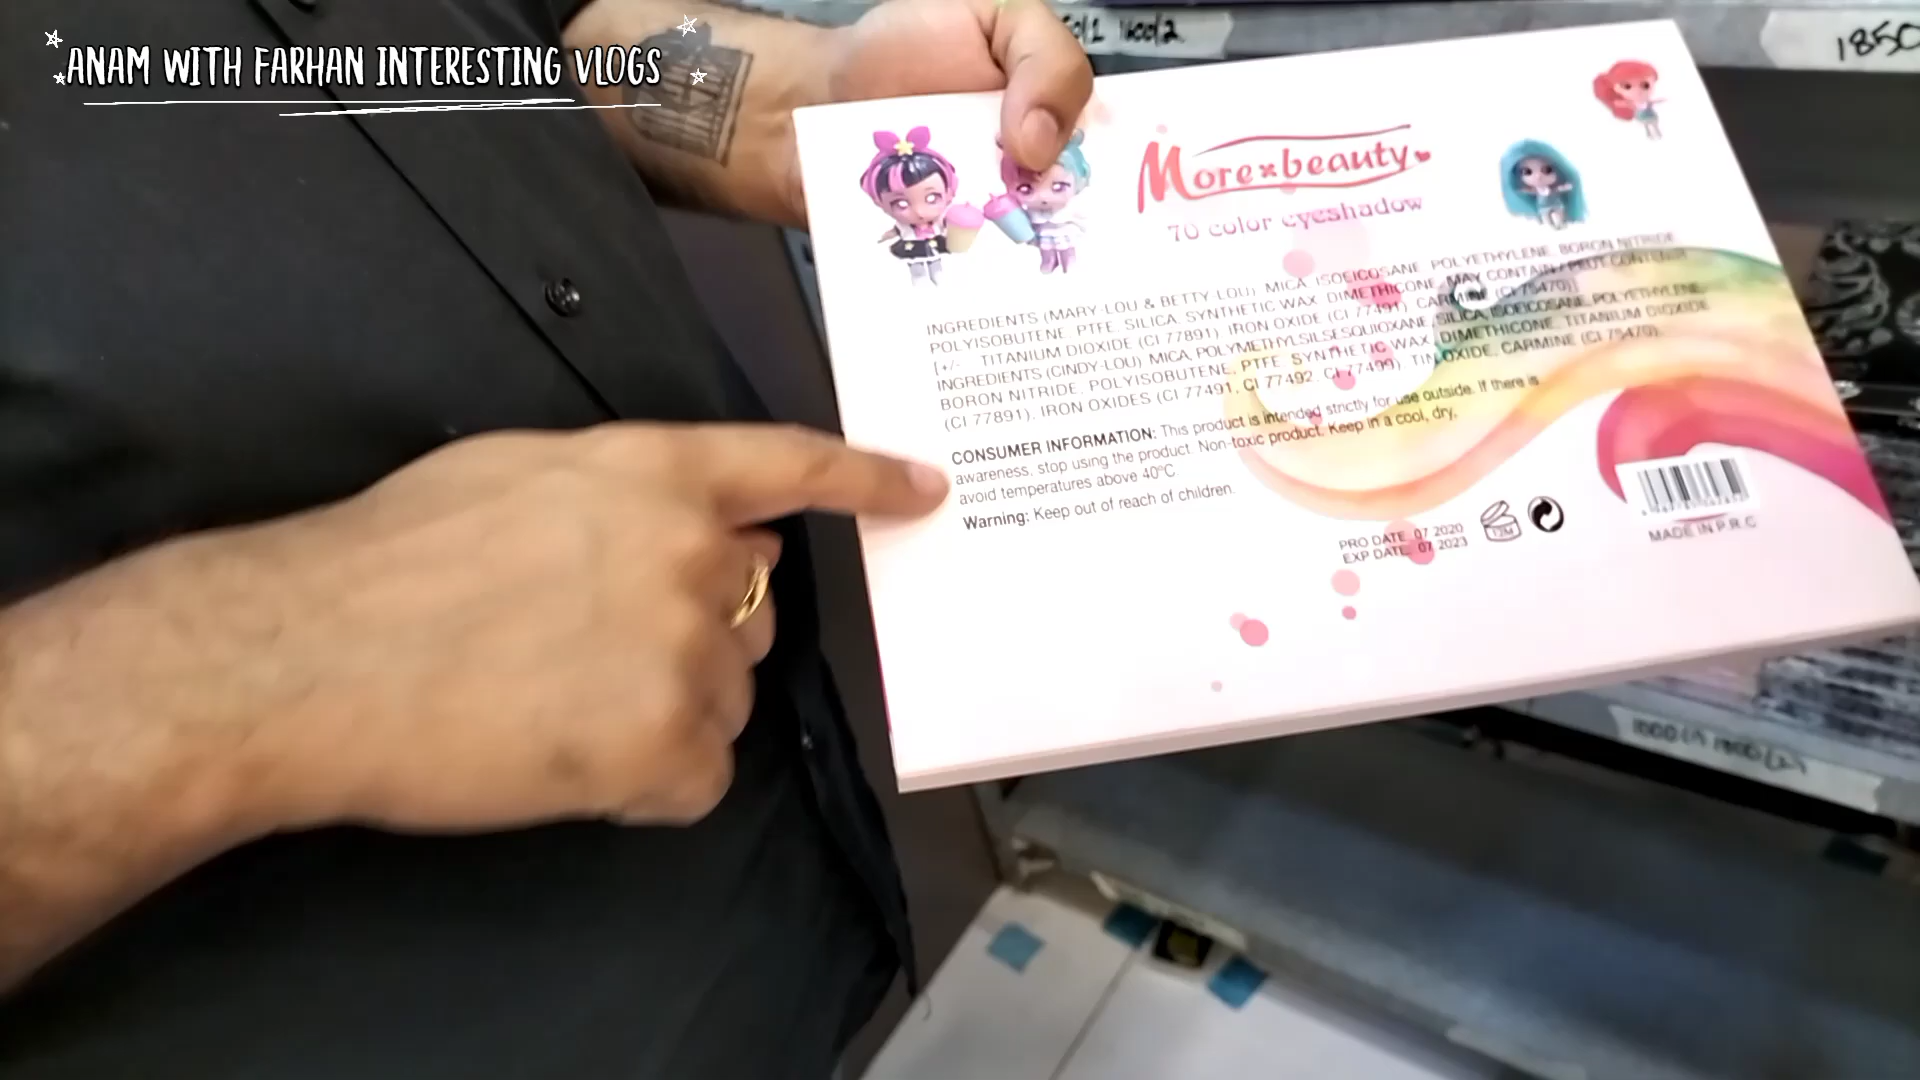 ANAM WITH FARHAN INTERESTING VLOGS
1850
More×beauty
70 color eyeshadow
INGREDIENTS (MARY-LOU & BETTY-LOU) MICA, ISOEICOSANE, POLYETHYLENE, BORON NITRIDE,
POLYISOBUTENE, PTFE, SILICA, SYNTHETIC WAX, DIMETHICONE, MAY CONTAIN / PEUT CONTENIR
[+/- TITANIUM DIOXIDE (CI 77891), IRON OXIDE (CI 77491), CARMINE (CI 75470)]
INGREDIENTS (CINDY-LOU) MICA, POLYMETHYLSILSESQUIOXANE, SILICA, ISOEICOSANE, POLYETHYLENE,
BORON NITRIDE, POLYISOBUTENE, PTFE, SYNTHETIC WAX, DIMETHICONE, TITANIUM DIOXIDE
(CI 77891), IRON OXIDES (CI 77491, CI 77492, CI 77499), TIN OXIDE, CARMINE (CI 75470).
CONSUMER INFORMATION: This product is intended strictly for use outside. If there is
awareness, stop using the product. Non-toxic product. Keep in a cool, dry,
avoid temperatures above 40°C
Warning: Keep out of reach of children.
PRO DATE 07 2020
EXP DATE 07 2023
12M
MADE IN P.R.C